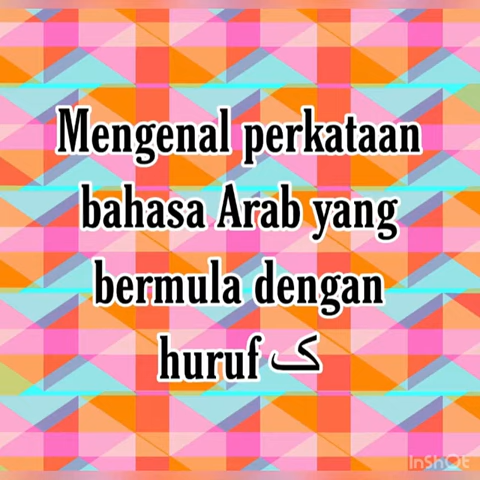 Mengenal perkataan
bahasa Arab yang
bermula dengan
huruf ک
InShOt